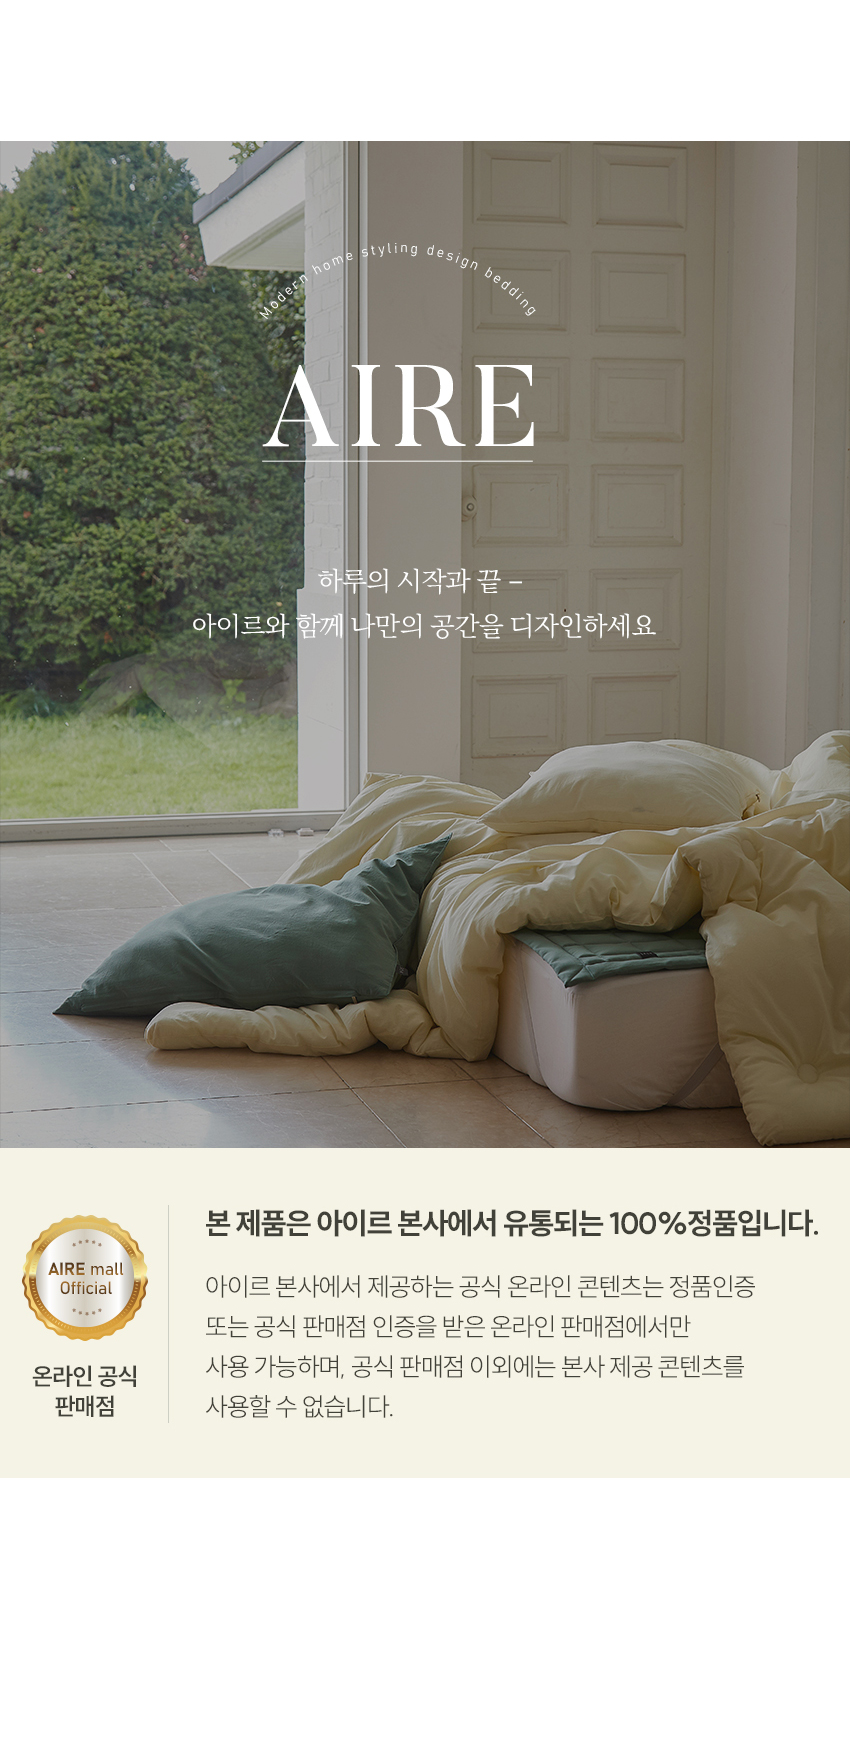 Modern home styling design bedding
AIRE
하루의 시작과 끝 –
아이르와 함께 나만의 공간을 디자인하세요
본 제품은 아이르 본사에서 유통되는 100%정품입니다.
AIRE mall
Official
온라인 공식
판매점
아이르 본사에서 제공하는 공식 온라인 콘텐츠는 정품인증
또는 공식 판매점 인증을 받은 온라인 판매점에서만
사용 가능하며, 공식 판매점 이외에는 본사 제공 콘텐츠를
사용할 수 없습니다.